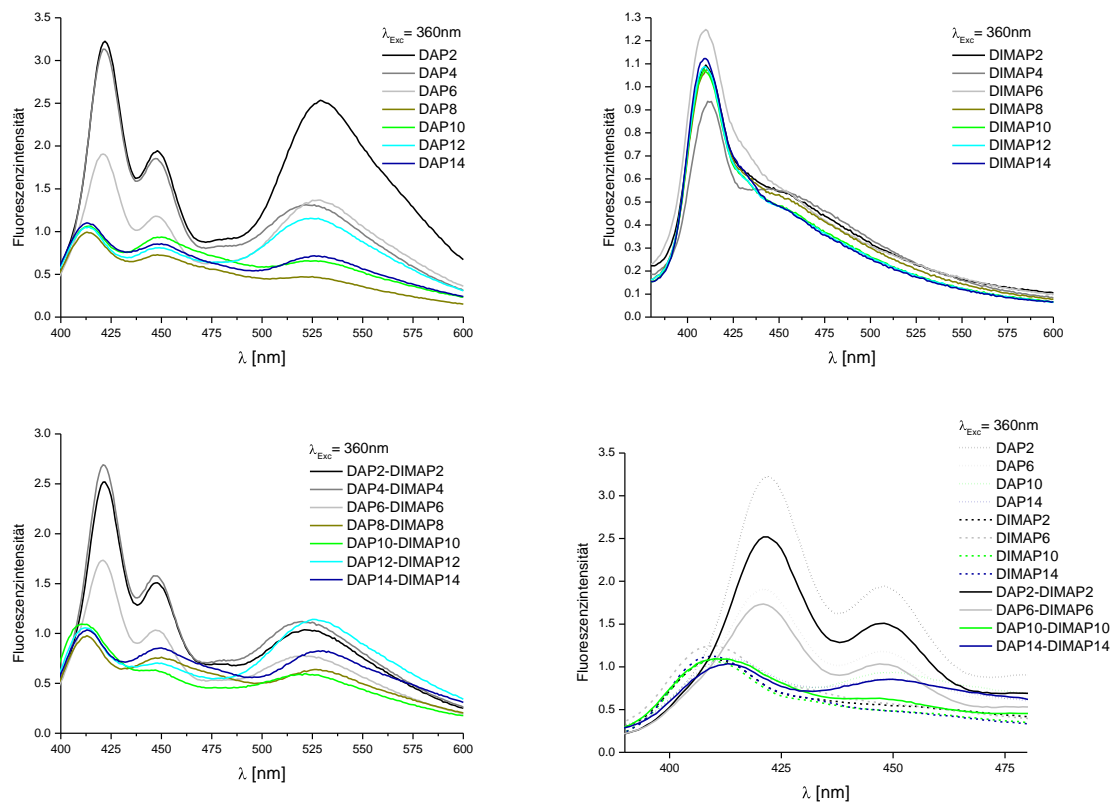 λExc= 360nm
DAP2
DAP4
DAP6
DAP8
DAP10
DAP12
DAP14
Fluoreszenzintensität
3.5
3.0
2.5
2.0
1.5
1.0
0.5
0.0
400 425 450 475 500 525 550 575 600
λ [nm]
λExc= 360nm
DIMAP2
DIMAP4
DIMAP6
DIMAP8
DIMAP10
DIMAP12
DIMAP14
Fluoreszenzintensität
1.3
1.2
1.1
1.0
0.9
0.8
0.7
0.6
0.5
0.4
0.3
0.2
0.1
0.0
400 425 450 475 500 525 550 575 600
λ [nm]
λExc= 360nm
DAP2-DIMAP2
DAP4-DIMAP4
DAP6-DIMAP6
DAP8-DIMAP8
DAP10-DIMAP10
DAP12-DIMAP12
DAP14-DIMAP14
Fluoreszenzintensität
3.0
2.5
2.0
1.5
1.0
0.5
0.0
400 425 450 475 500 525 550 575 600
λ [nm]
λExc= 360nm
DAP2
DAP6
DAP10
DAP14
DIMAP2
DIMAP6
DIMAP10
DIMAP14
DAP2-DIMAP2
DAP6-DIMAP6
DAP10-DIMAP10
DAP14-DIMAP14
Fluoreszenzintensität
3.5
3.0
2.5
2.0
1.5
1.0
0.5
0.0
400 425 450 475
λ [nm]